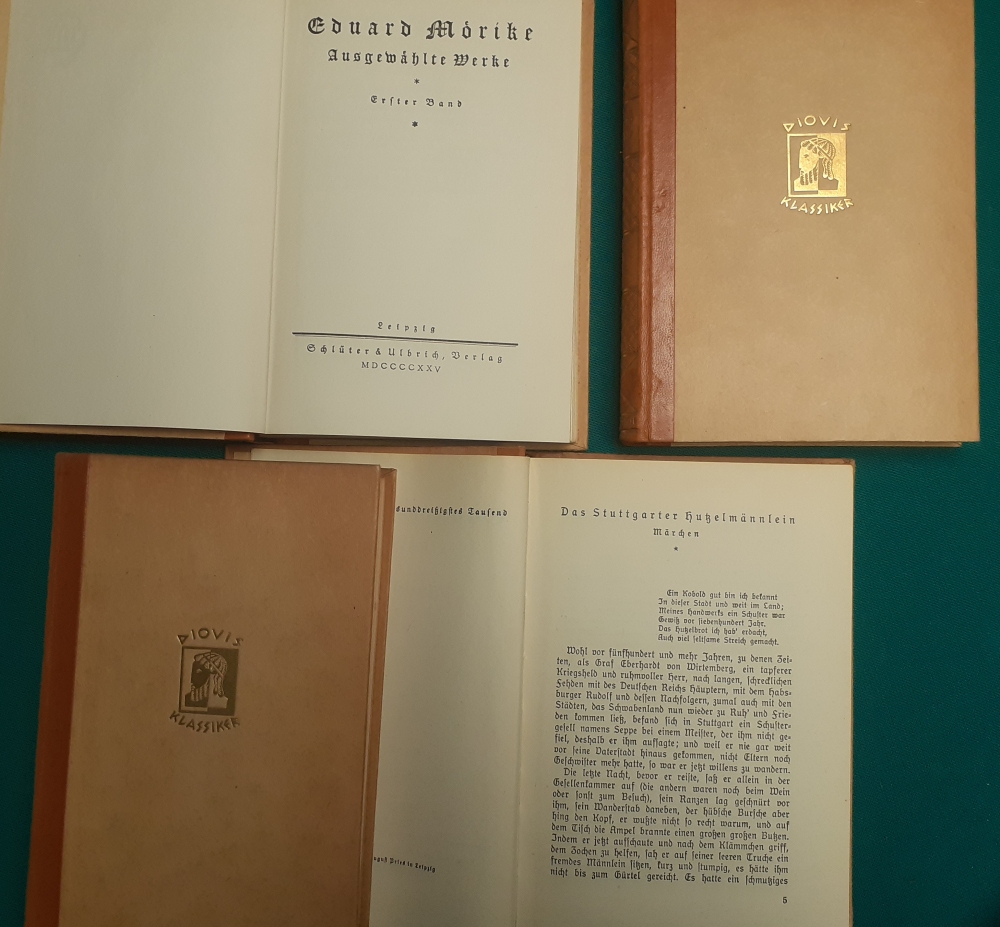 Eduard Mörike
Ausgewählte Werke
*
Erster Band
*
Leipzig
Schlüter & Ulbrich, Verlag
MDCCCCXXV
DIOVIS
KLASSIKER
DIOVIS
KLASSIKER
sunddreißigstes Tausend
Pries in Leipzig
Das Stuttgarter Hutzelmännlein
Märchen
*
Ein Kobold gut bin ich bekannt
In dieser Stadt und weit im Land;
Meines Handwerks ein Schuster war
Gewiß vor siebenhundert Jahr.
Das Hutzelbrot ich hab' erdacht,
Auch viel seltsame Streich gemacht.
Wohl vor fünfhundert und mehr Jahren, zu denen Zei-
ten, als Graf Eberhardt von Wirtemberg, ein tapferer
Kriegsheld und ruhmvoller Herr, nach langen, schrecklichen
Fehden mit des Deutschen Reichs Häuptern, mit dem Habs-
burger Rudolf und dessen Nachfolgern, zumal auch mit den
Städten, das Schwabenland nun wieder zu Ruh' und Frie-
den kommen ließ, befand sich in Stuttgart ein Schuster-
gesell namens Seppe bei einem Meister, der ihm nicht ge-
fiel, deshalb er ihm aufsagte; und weil er nie gar weit
vor seine Vaterstadt hinaus gekommen, nicht Eltern noch
Geschwister mehr hatte, so war er jetzt willens zu wandern.
Die letzte Nacht, bevor er reiste, saß er allein in der
Gesellenkammer auf (die andern waren noch beim Wein
oder sonst zum Besuch), sein Ranzen lag geschnürt vor
ihm, sein Wanderstab daneben, der hübsche Bursche aber
hing den Kopf, er wußte nicht so recht warum, und auf
dem Tisch die Ampel brannte einen großen großen Butzen.
Indem er jetzt aufschaute und nach dem Klämmchen griff,
dem Zochen zu helfen, sah er auf seiner leeren Truche ein
fremdes Männlein sitzen, kurz und stumpig, es hätte ihm
nicht bis zum Gürtel gereicht. Es hatte ein schmutziges
5